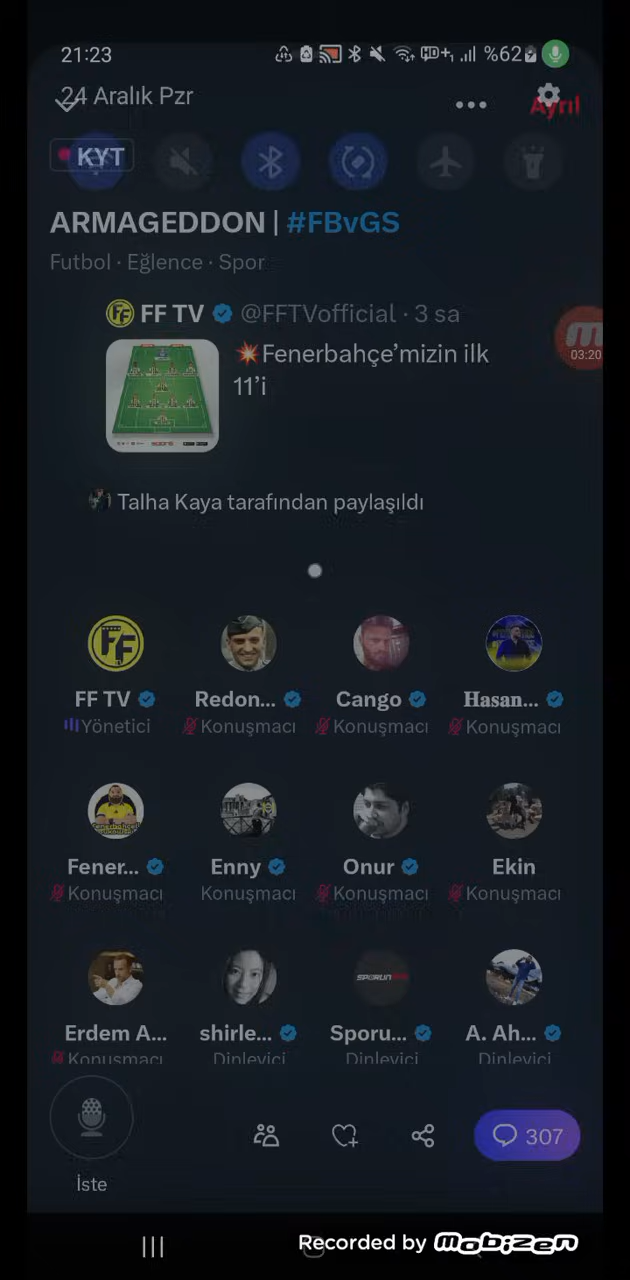 21:23
HD+ %62
24 Aralık Pzr
Ayrıl
KYT
ARMAGEDDON | #FBvGS
Futbol · Eğlence · Spor
FF TV @FFTVofficial · 3 sa
💥Fenerbahçe’mizin ilk
11’i
03:20
Talha Kaya tarafından paylaşıldı
FF TV Redon... Cango Hasan...
Yönetici Konuşmacı Konuşmacı Konuşmacı
Fener... Enny Onur Ekin
Konuşmacı Konuşmacı Konuşmacı Konuşmacı
SPORUN
Erdem A... shirle... Sporu... A. Ah...
Konuşmacı Dinleyici Dinleyici Dinleyici
307
İste
Recorded by mobizen